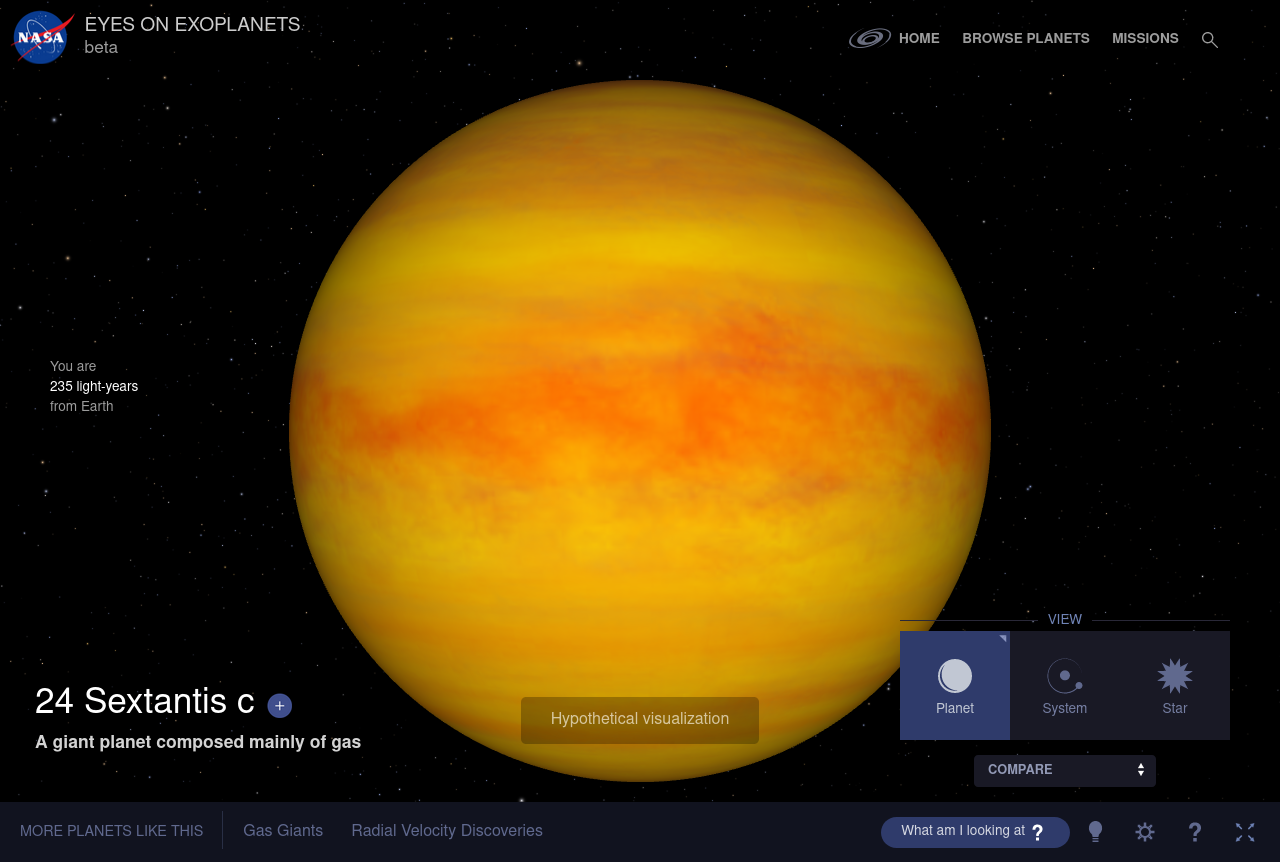 NASA
EYES ON EXOPLANETS
beta
HOME
BROWSE PLANETS
MISSIONS
You are
235 light-years
from Earth
VIEW
Planet
System
Star
24 Sextantis c
+
A giant planet composed mainly of gas
Hypothetical visualization
COMPARE
MORE PLANETS LIKE THIS
Gas Giants
Radial Velocity Discoveries
What am I looking at ?
?